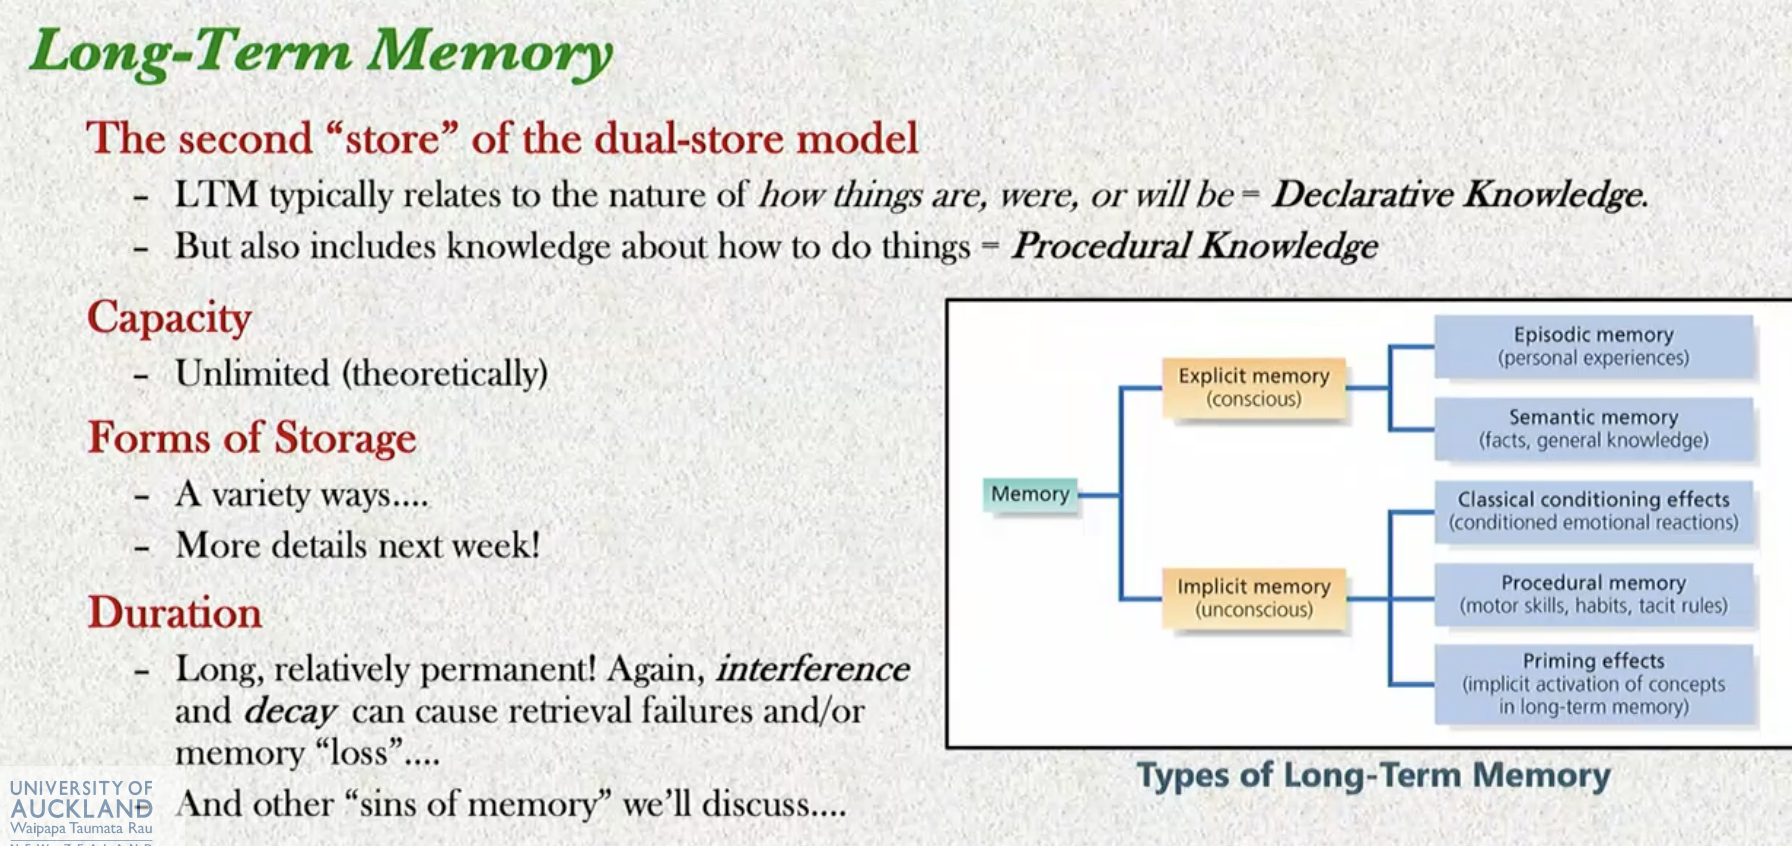 Long-Term Memory
The second “store” of the dual-store model
- LTM typically relates to the nature of how things are, were, or will be = Declarative Knowledge.
- But also includes knowledge about how to do things = Procedural Knowledge
Capacity
- Unlimited (theoretically)
Forms of Storage
- A variety ways....
- More details next week!
Duration
- Long, relatively permanent! Again, interference
and decay can cause retrieval failures and/or
memory “loss”....
- And other “sins of memory” we’ll discuss....
Memory
Explicit memory
(conscious)
Episodic memory
(personal experiences)
Semantic memory
(facts, general knowledge)
Implicit memory
(unconscious)
Classical conditioning effects
(conditioned emotional reactions)
Procedural memory
(motor skills, habits, tacit rules)
Priming effects
(implicit activation of concepts
in long-term memory)
Types of Long-Term Memory
UNIVERSITY OF
AUCKLAND
Waipapa Taumata Rau
NEW ZEALAND